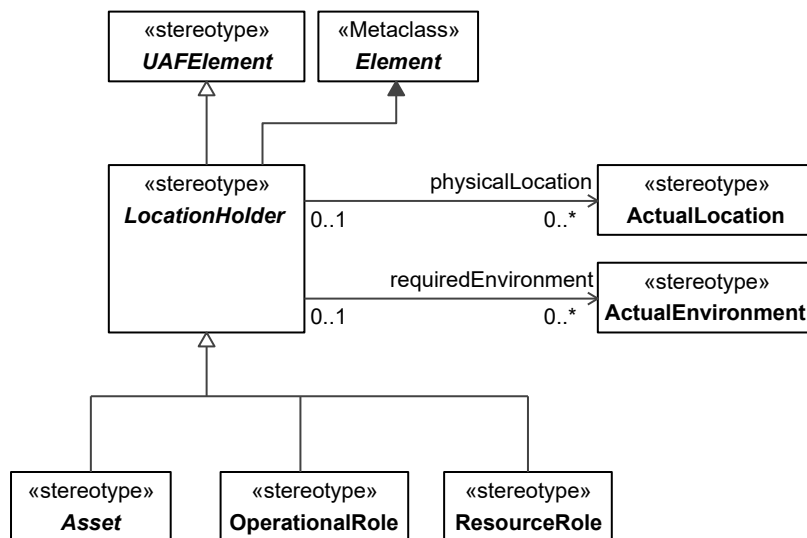 «stereotype»
UAFElement
«Metaclass»
Element
«stereotype»
LocationHolder
physicalLocation
0..1
0..*
«stereotype»
ActualLocation
requiredEnvironment
0..1
0..*
«stereotype»
ActualEnvironment
«stereotype»
Asset
«stereotype»
OperationalRole
«stereotype»
ResourceRole